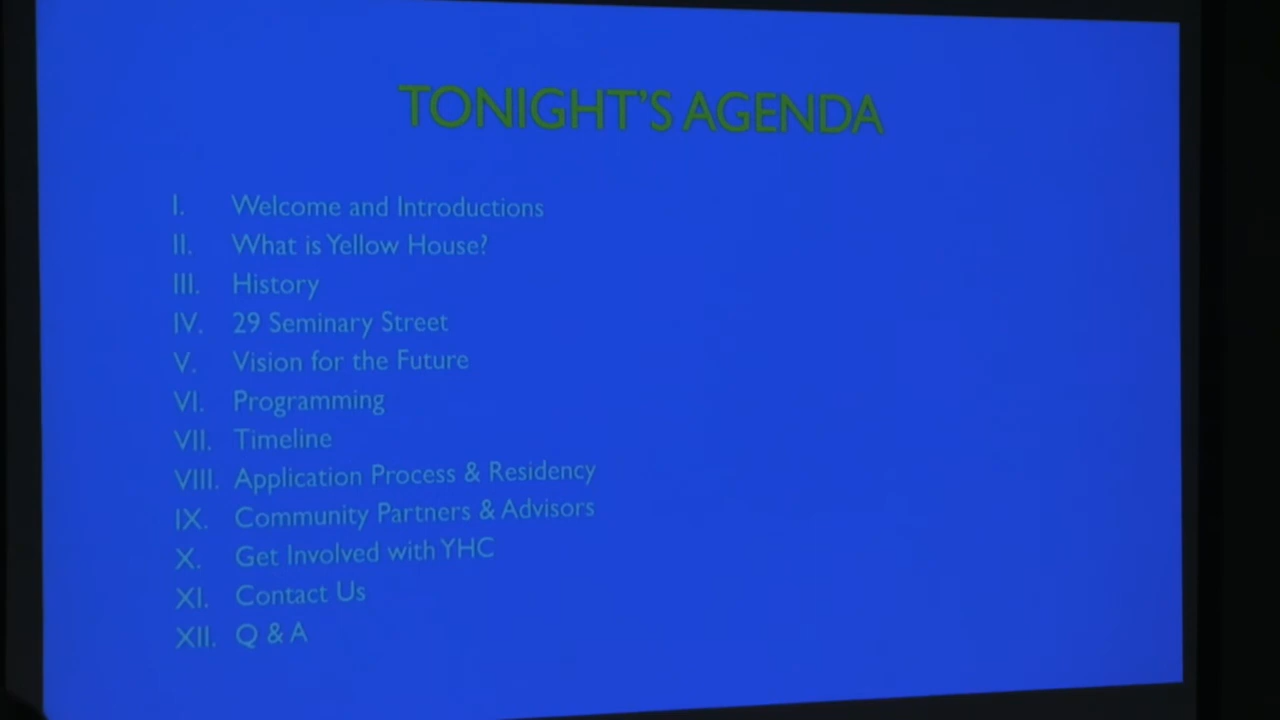 TONIGHT'S AGENDA
I. Welcome and Introductions
II. What is Yellow House?
III. History
IV. 29 Seminary Street
V. Vision for the Future
VI. Programming
VII. Timeline
VIII. Application Process & Residency
IX. Community Partners & Advisors
X. Get Involved with YHC
XI. Contact Us
XII. Q & A